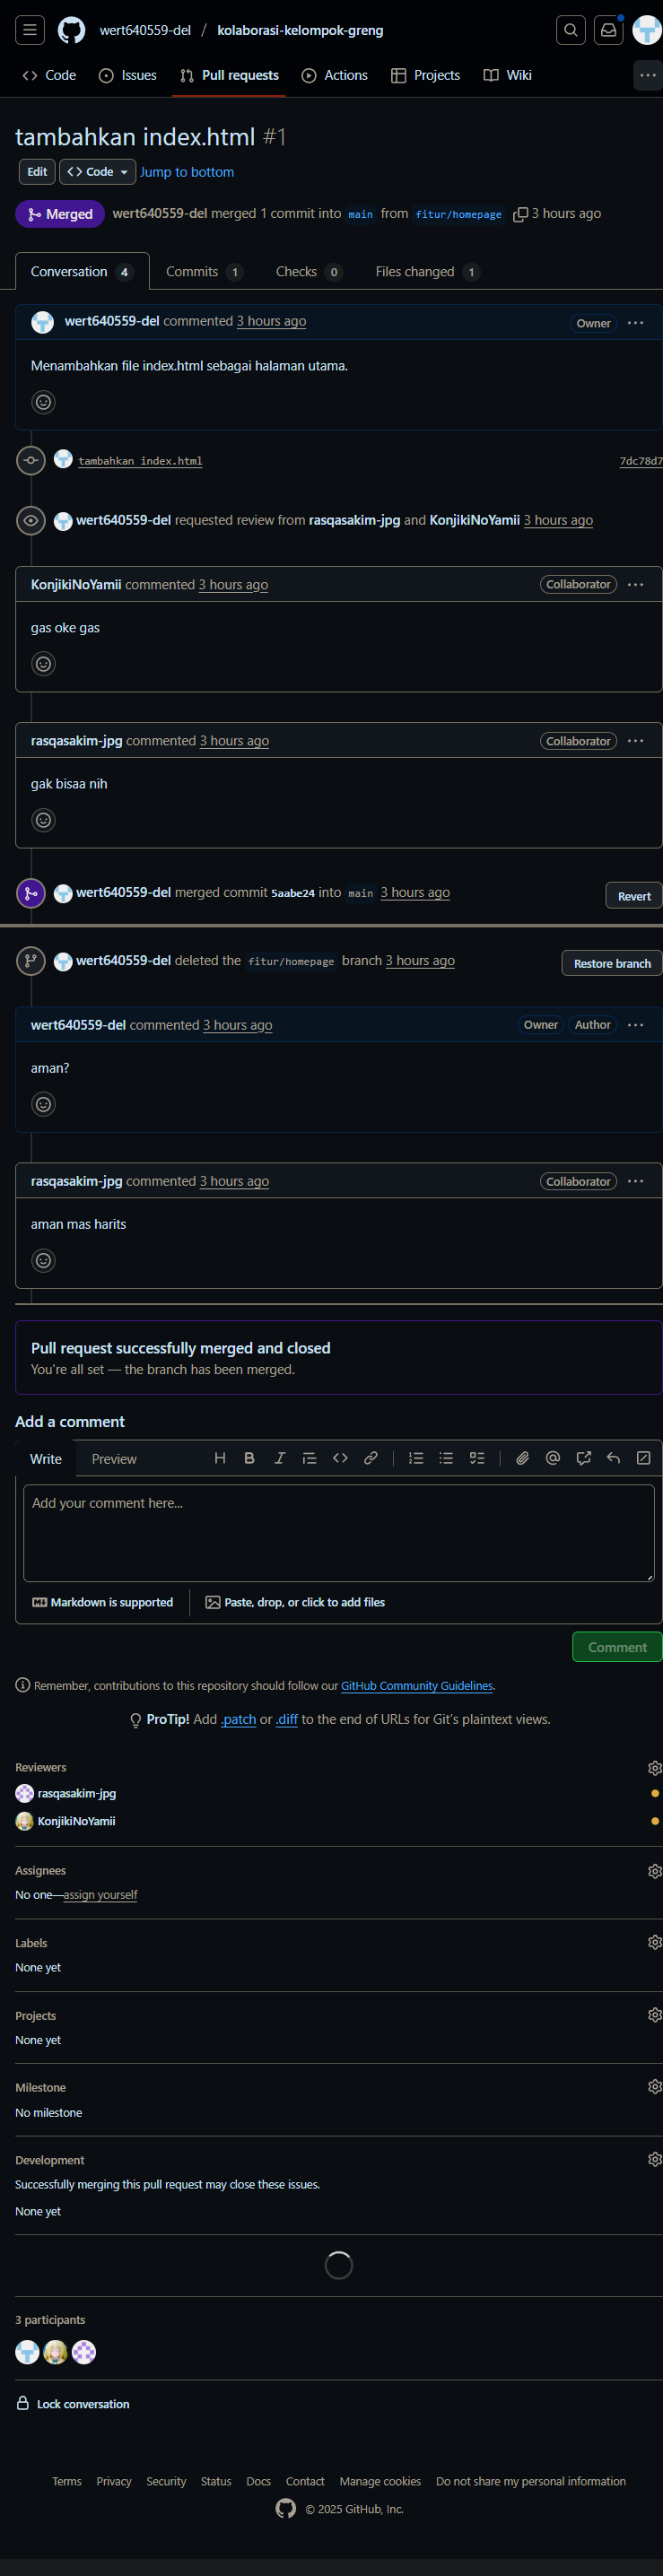 wert640559-del / kolaborasi-kelompok-greng
Code Issues Pull requests Actions Projects Wiki
tambahkan index.html #1
Edit Code Jump to bottom
Merged wert640559-del merged 1 commit into main from fitur/homepage 3 hours ago
Conversation 4 Commits 1 Checks 0 Files changed 1
wert640559-del commented 3 hours ago Owner
Menambahkan file index.html sebagai halaman utama.
tambahkan index.html 7dc78d7
wert640559-del requested review from rasqasakim-jpg and KonjikiNoYamii 3 hours ago
KonjikiNoYamii commented 3 hours ago Collaborator
gas oke gas
rasqasakim-jpg commented 3 hours ago Collaborator
gak bisaa nih
wert640559-del merged commit 5aabe24 into main 3 hours ago Revert
wert640559-del deleted the fitur/homepage branch 3 hours ago Restore branch
wert640559-del commented 3 hours ago Owner Author
aman?
rasqasakim-jpg commented 3 hours ago Collaborator
aman mas harits
Pull request successfully merged and closed
You're all set — the branch has been merged.
Add a comment
Write Preview
Add your comment here...
Markdown is supported Paste, drop, or click to add files
Comment
Remember, contributions to this repository should follow our GitHub Community Guidelines.
ProTip! Add .patch or .diff to the end of URLs for Git's plaintext views.
Reviewers
rasqasakim-jpg
KonjikiNoYamii
Assignees
No one—assign yourself
Labels
None yet
Projects
None yet
Milestone
No milestone
Development
Successfully merging this pull request may close these issues.
None yet
3 participants
Lock conversation
Terms Privacy Security Status Docs Contact Manage cookies Do not share my personal information
© 2025 GitHub, Inc.